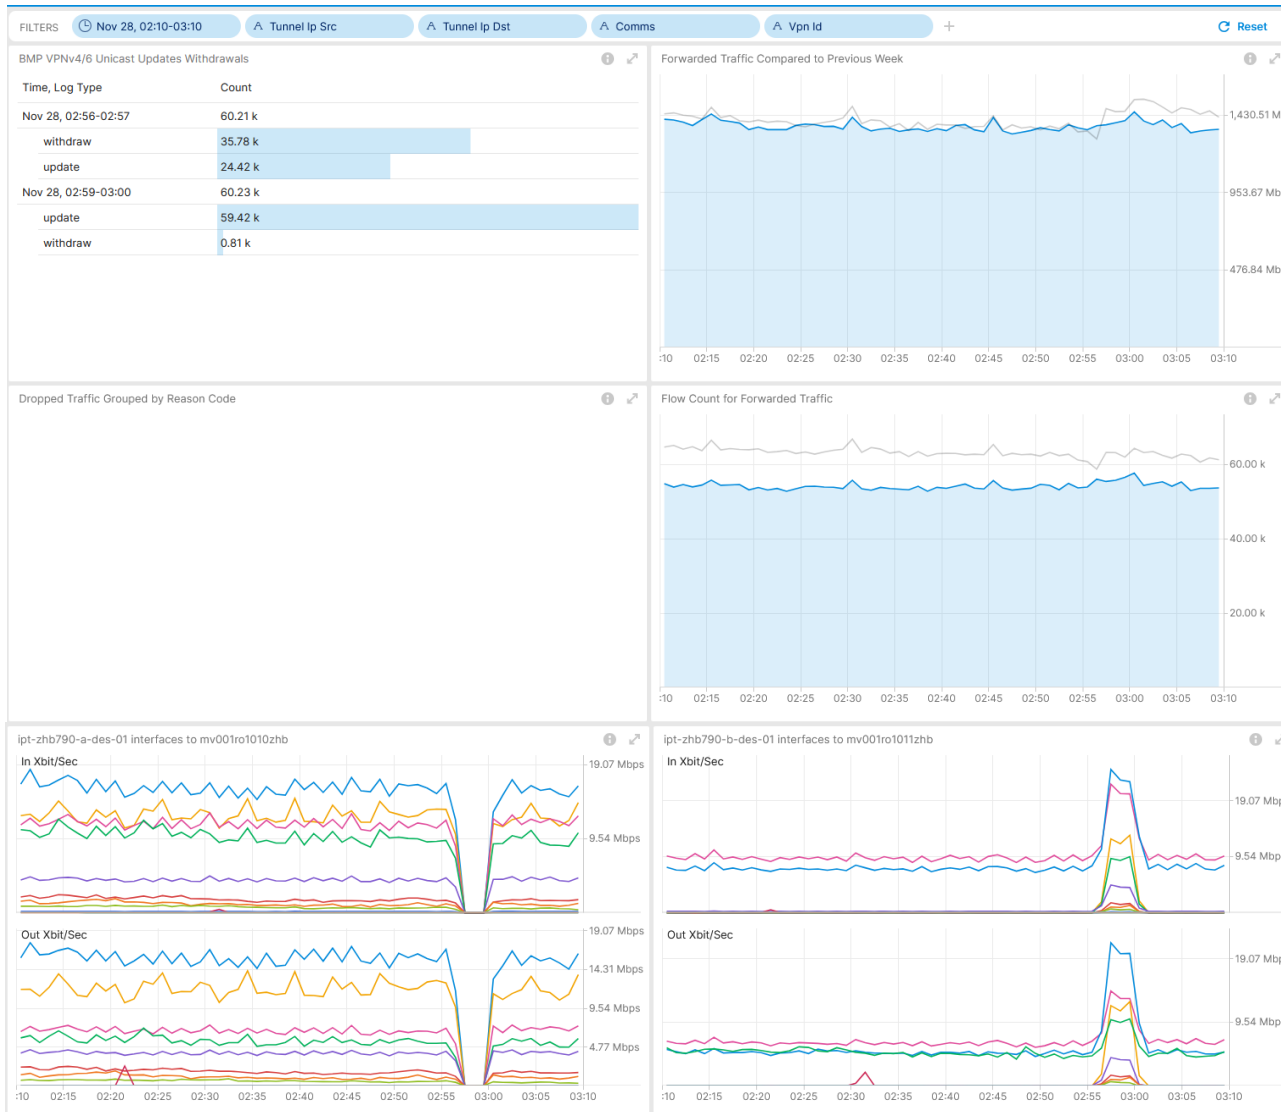 FILTERS Nov 28, 02:10-03:10 A Tunnel Ip Src A Tunnel Ip Dst A Comms A Vpn Id + Reset
BMP VPNv4/6 Unicast Updates Withdrawals
Time, Log Type Count
Nov 28, 02:56-02:57 60.21 k
withdraw 35.78 k
update 24.42 k
Nov 28, 02:59-03:00 60.23 k
update 59.42 k
withdraw 0.81 k
Forwarded Traffic Compared to Previous Week
1,430.51 M
953.67 Mb
476.84 Mb
:10 02:15 02:20 02:25 02:30 02:35 02:40 02:45 02:50 02:55 03:00 03:05 03:10
Dropped Traffic Grouped by Reason Code
Flow Count for Forwarded Traffic
60.00 k
40.00 k
20.00 k
:10 02:15 02:20 02:25 02:30 02:35 02:40 02:45 02:50 02:55 03:00 03:05 03:10
ipt-zhb790-a-des-01 interfaces to mv001ro1010zhb
In Xbit/Sec
19.07 Mbps
9.54 Mbps
Out Xbit/Sec
19.07 Mbps
14.31 Mbps
9.54 Mbps
4.77 Mbps
:10 02:15 02:20 02:25 02:30 02:35 02:40 02:45 02:50 02:55 03:00 03:05 03:10
ipt-zhb790-b-des-01 interfaces to mv001ro1011zhb
In Xbit/Sec
19.07 Mbp
9.54 Mbp
Out Xbit/Sec
19.07 Mbp
9.54 Mbp
:10 02:15 02:20 02:25 02:30 02:35 02:40 02:45 02:50 02:55 03:00 03:05 03:10